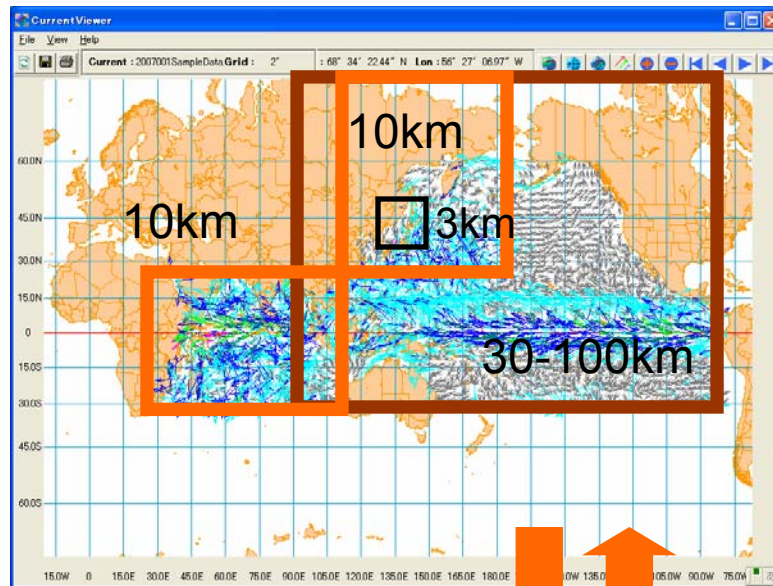 CurrentViewer
File View Help
Current : 2007001SampleData Grid : 2" : 68° 34' 22.44" N Lon : 56° 27' 06.97" W
10km
60.0N
10km
3km
45.0N
30.0N
15.0N
0
30-100km
15.0S
30.0S
45.0S
60.0S
15.0W 0 15.0E 30.0E 45.0E 60.0E 75.0E 90.0E 105.0E 120.0E 135.0E 150.0E 165.0E 180.0E 0W 135.0 105.0W 90.0W 75.0W